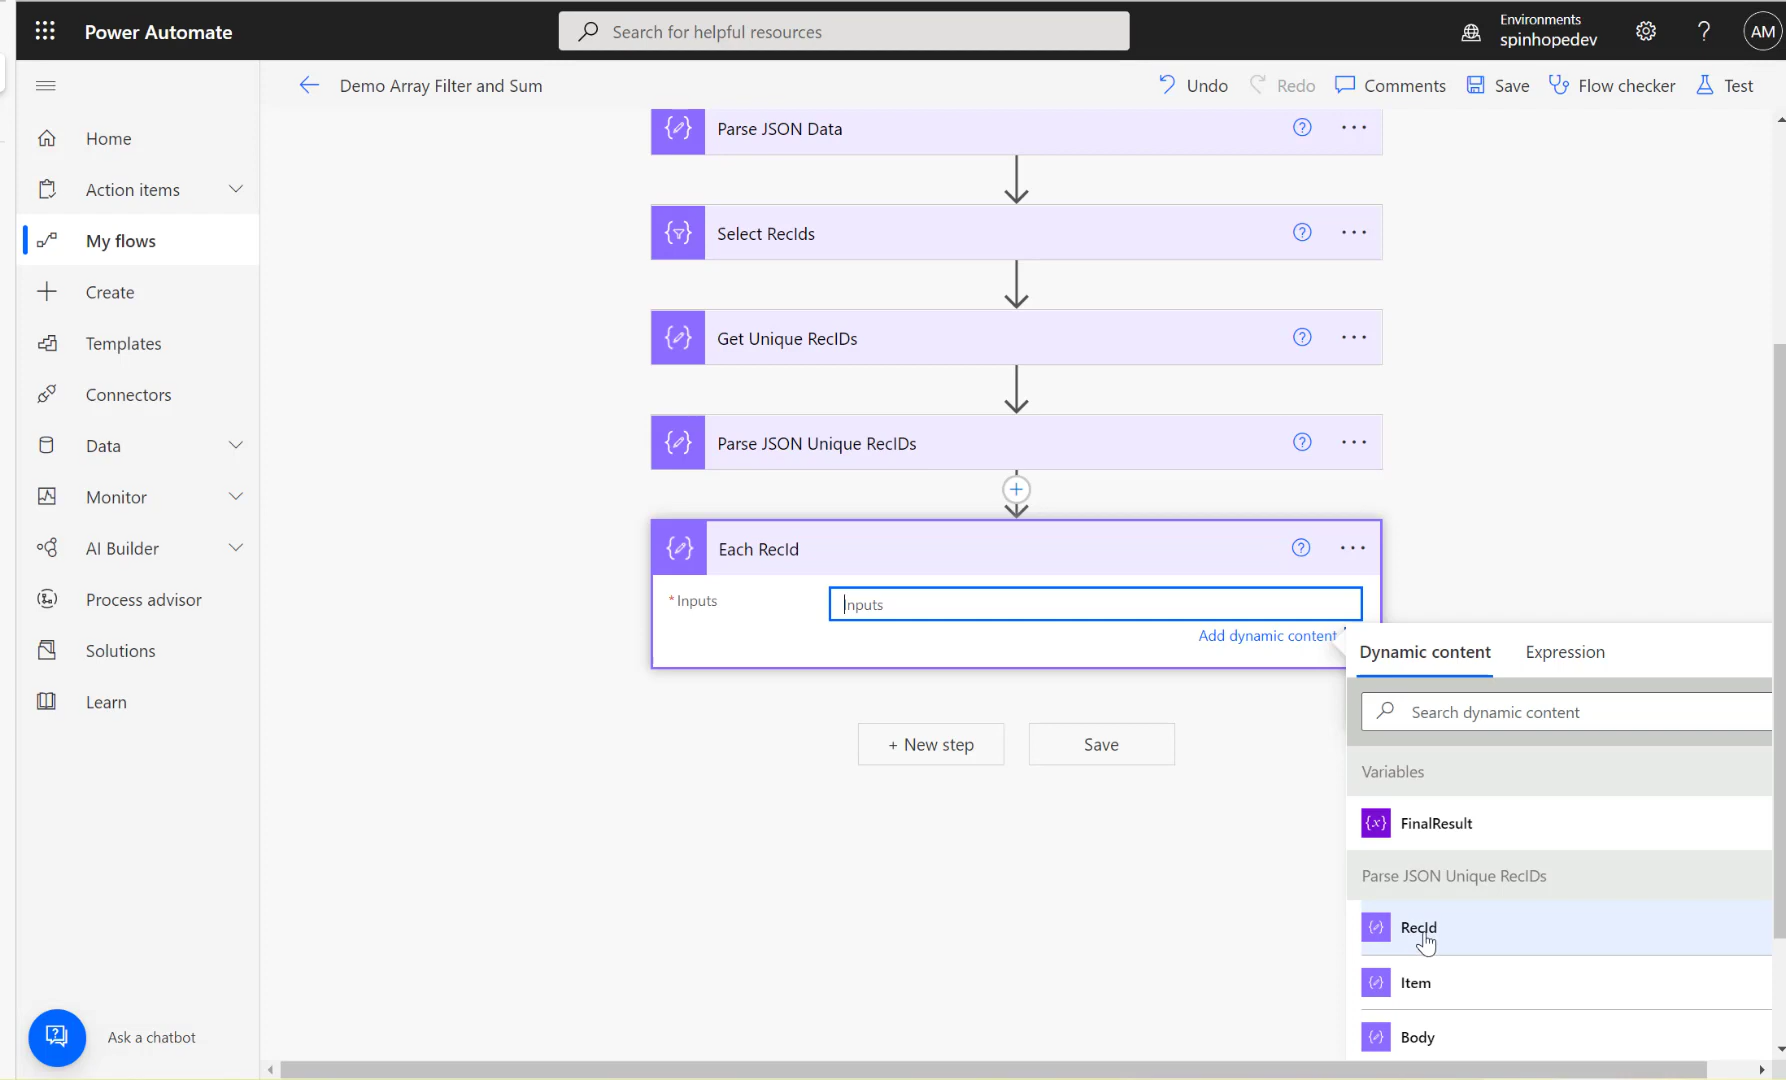 Power Automate
Search for helpful resources
Environments
spinhopedev
?
AM
Demo Array Filter and Sum
Undo
Redo
Comments
Save
Flow checker
Test
Home
Action items
My flows
Create
Templates
Connectors
Data
Monitor
AI Builder
Process advisor
Solutions
Learn
Ask a chatbot
Parse JSON Data
Select RecIds
Get Unique RecIDs
Parse JSON Unique RecIDs
Each RecId
* Inputs
Inputs
Add dynamic content
+ New step
Save
Dynamic content
Expression
Search dynamic content
Variables
{x} FinalResult
Parse JSON Unique RecIDs
RecId
Item
Body